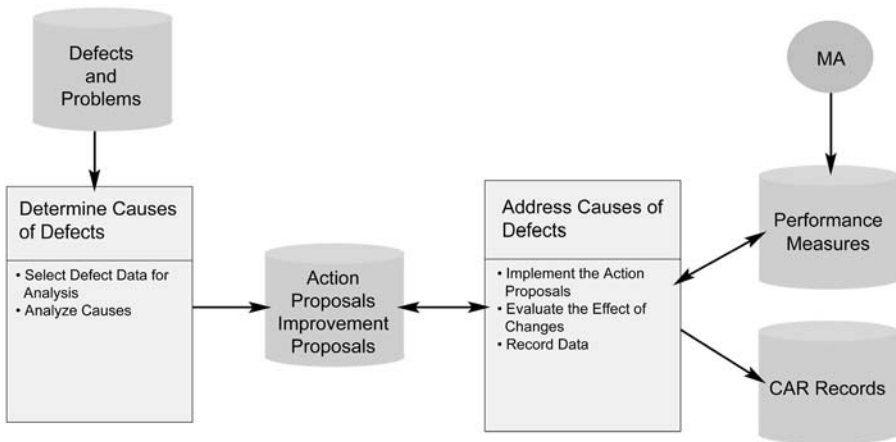 Defects
and
Problems
MA
Determine Causes
of Defects
• Select Defect Data for
Analysis
• Analyze Causes
Action
Proposals
Improvement
Proposals
Address Causes of
Defects
• Implement the Action
Proposals
• Evaluate the Effect of
Changes
• Record Data
Performance
Measures
CAR Records